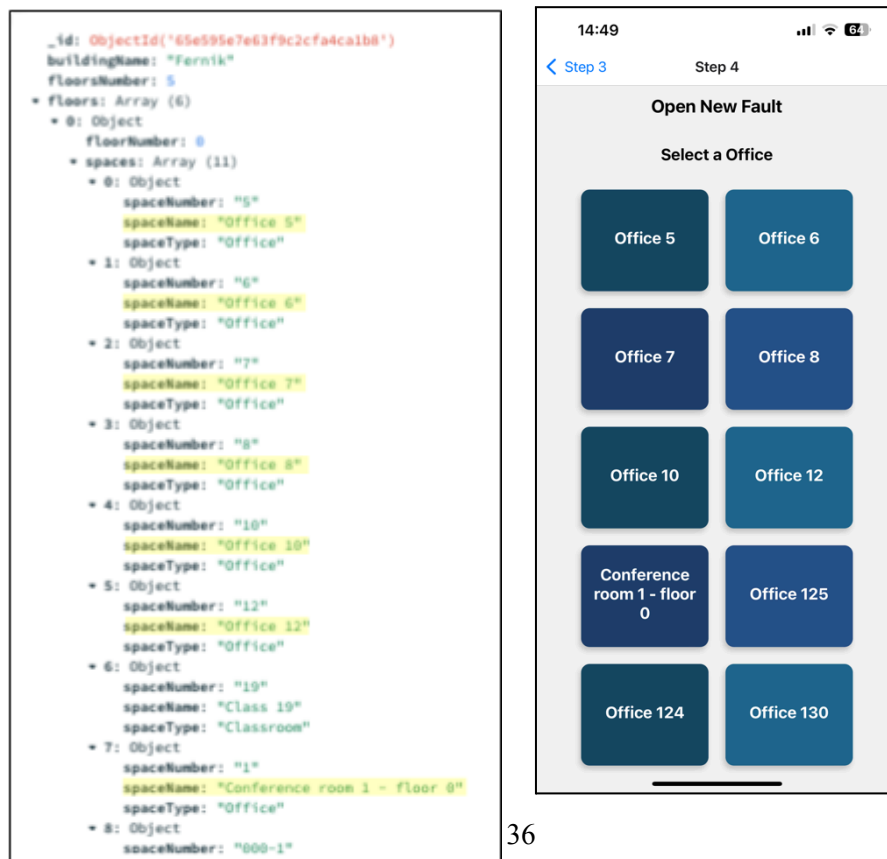 _id: ObjectId('65e595e7e63f9c2cfa4ca1b8')
buildingName: "Fernik"
floorsNumber: 5
floors: Array (6)
0: Object
floorNumber: 0
spaces: Array (11)
0: Object
spaceNumber: "5"
spaceName: "Office 5"
spaceType: "Office"
1: Object
spaceNumber: "6"
spaceName: "Office 6"
spaceType: "Office"
2: Object
spaceNumber: "7"
spaceName: "Office 7"
spaceType: "Office"
3: Object
spaceNumber: "8"
spaceName: "Office 8"
spaceType: "Office"
4: Object
spaceNumber: "10"
spaceName: "Office 10"
spaceType: "Office"
5: Object
spaceNumber: "12"
spaceName: "Office 12"
spaceType: "Office"
6: Object
spaceNumber: "19"
spaceName: "Class 19"
spaceType: "Classroom"
7: Object
spaceNumber: "1"
spaceName: "Conference room 1 - floor 0"
spaceType: "Office"
8: Object
spaceNumber: "000-1"
14:49 64
Step 3 Step 4
Open New Fault
Select a Office
Office 5 Office 6
Office 7 Office 8
Office 10 Office 12
Conference
room 1 - floor
0
Office 125
Office 124 Office 130
36